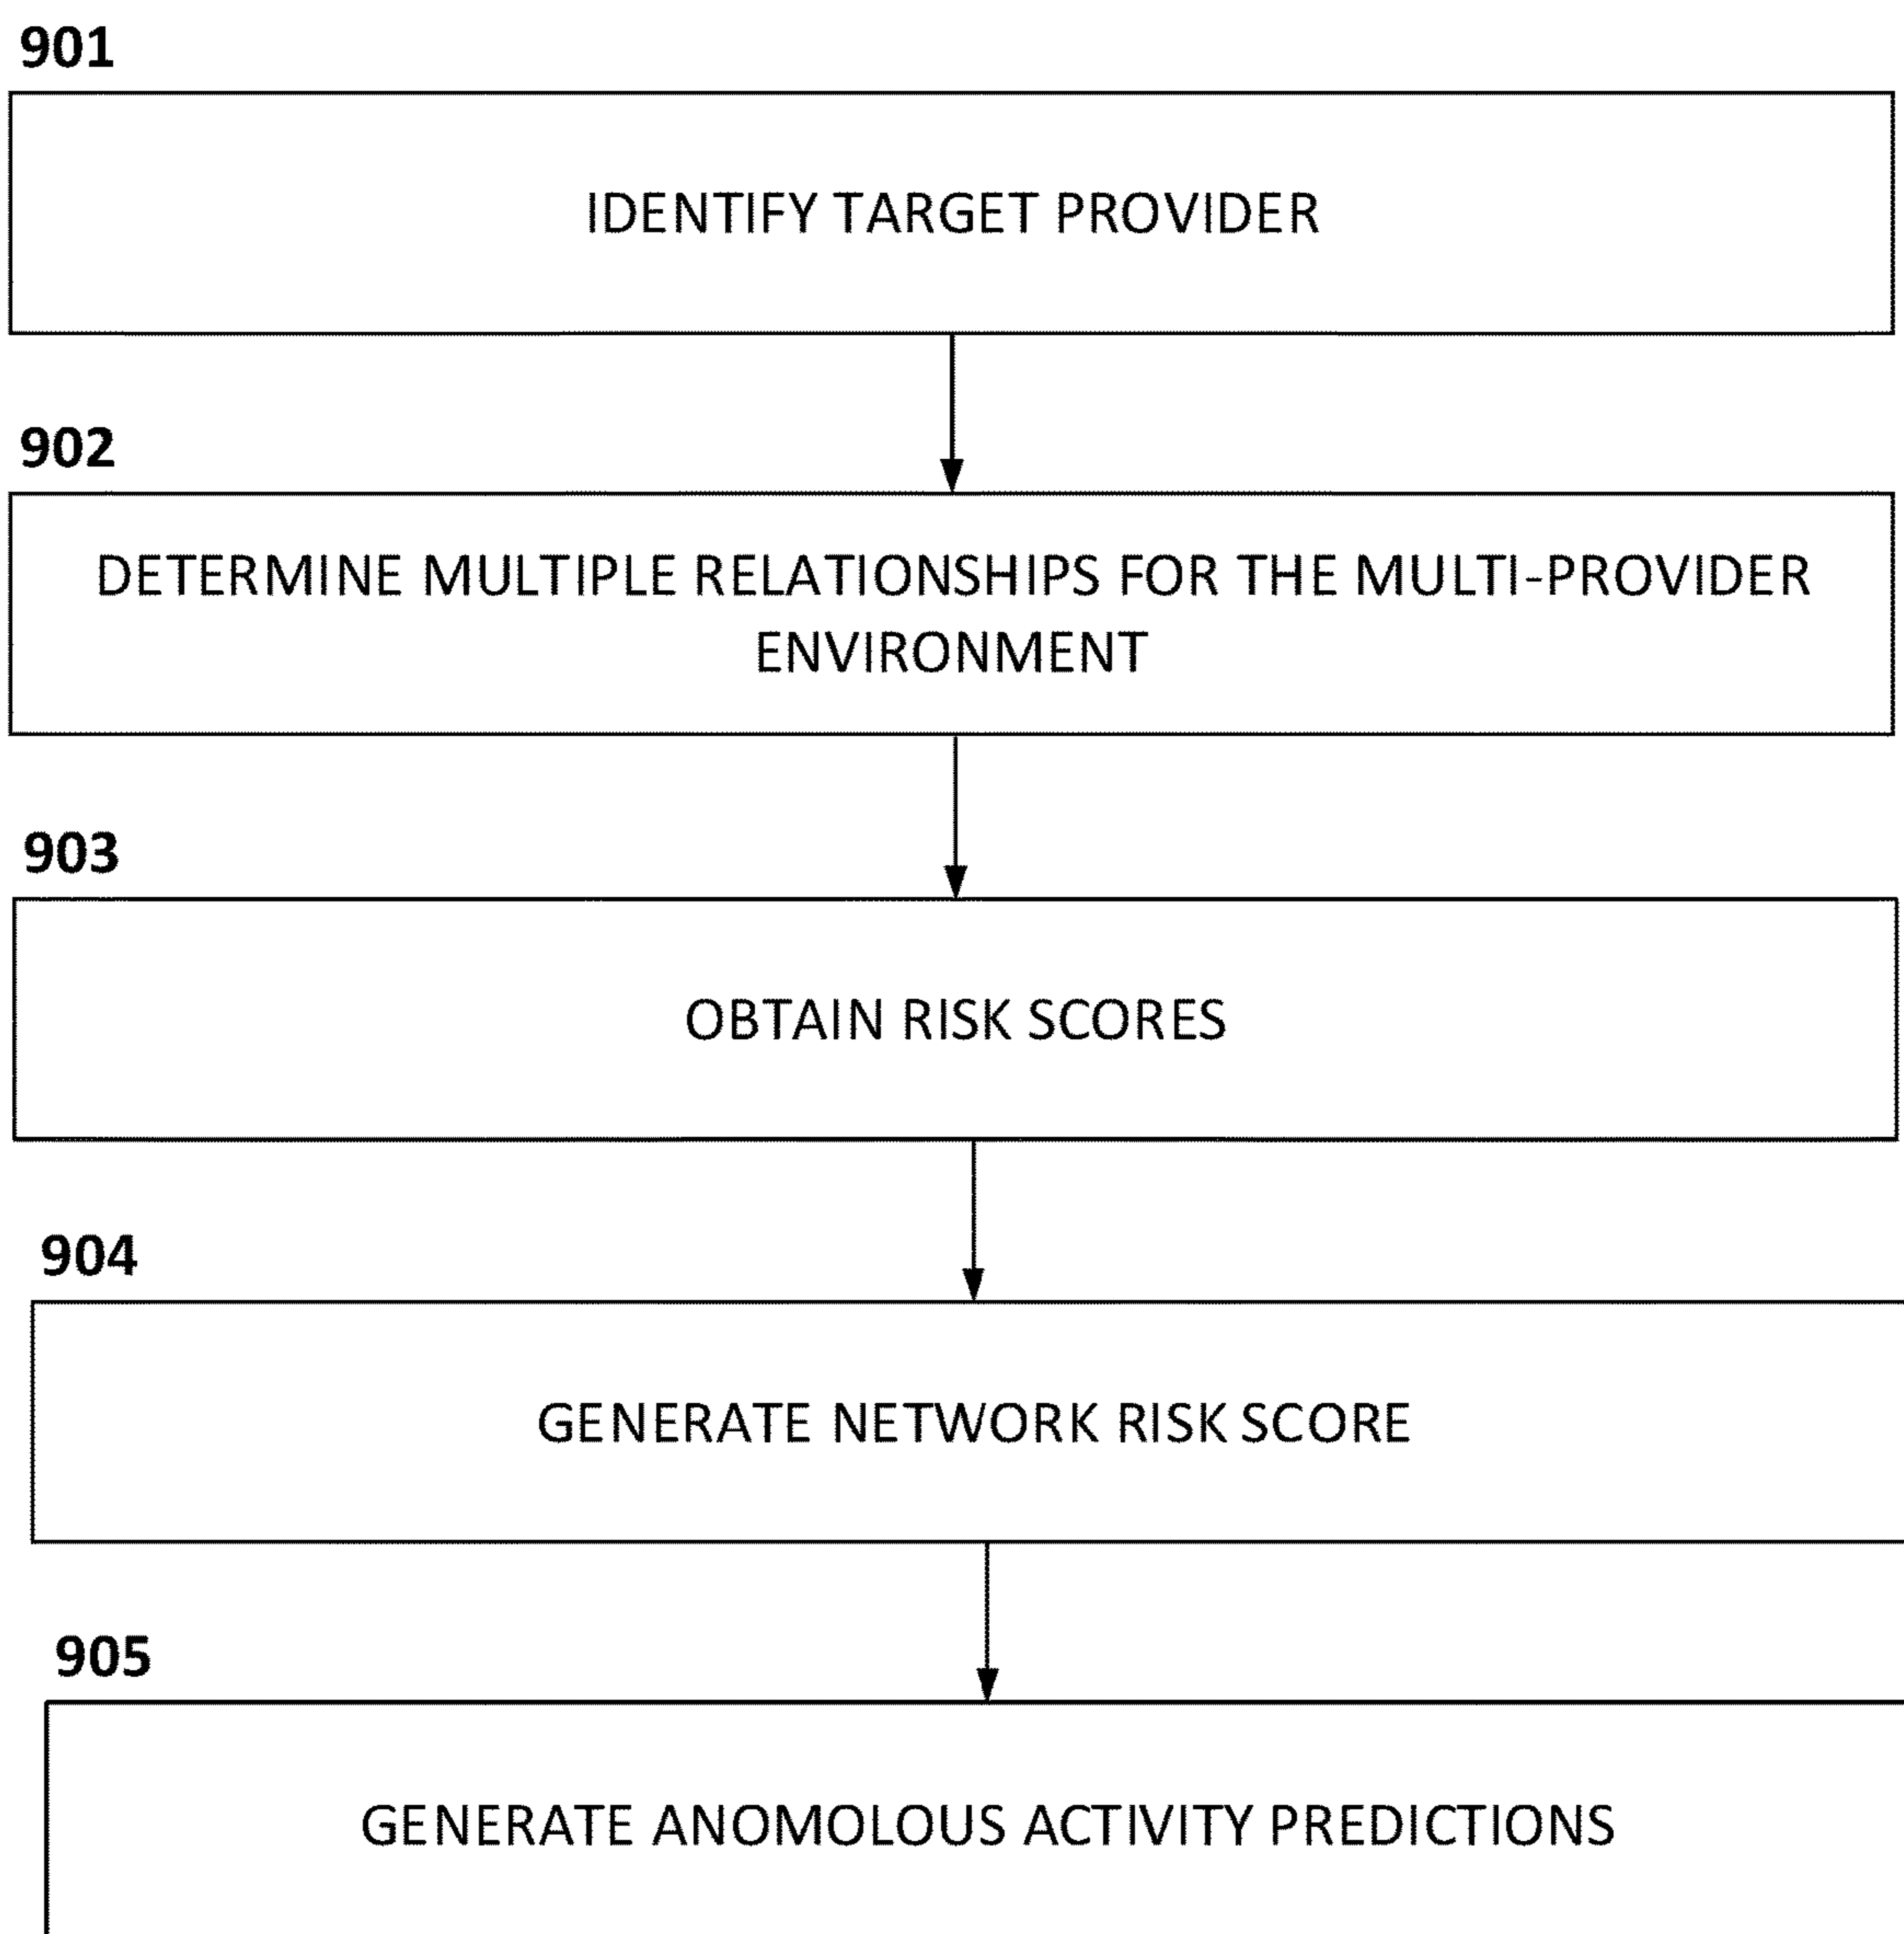 901
IDENTIFY TARGET PROVIDER
902
DETERMINE MULTIPLE RELATIONSHIPS FOR THE MULTI-PROVIDER
ENVIRONMENT
903
OBTAIN RISK SCORES
904
GENERATE NETWORK RISK SCORE
905
GENERATE ANOMOLOUS ACTIVITY PREDICTIONS